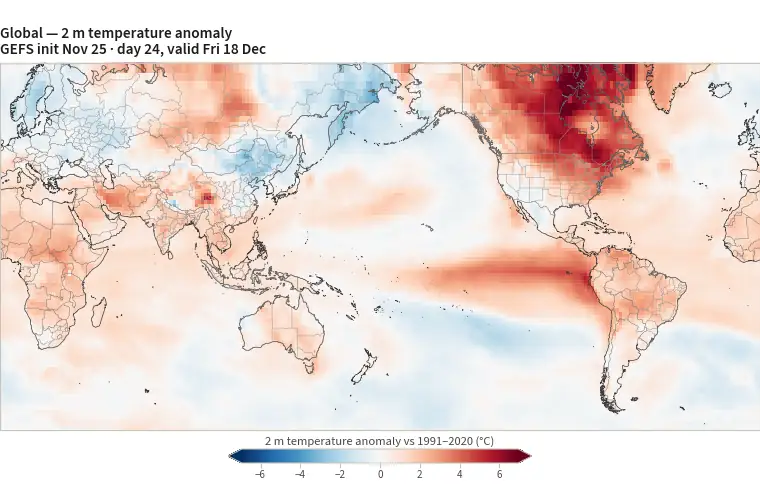 Global — 2 m temperature anomaly
GEFS init Nov 25 · day 24, valid Fri 18 Dec
2 m temperature anomaly vs 1991–2020 (°C)
−6 −4 −2 0 2 4 6